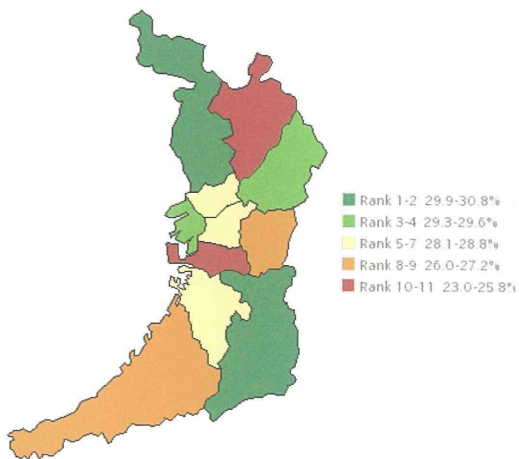 Rank 1-2 29.9-30.8%
Rank 3-4 29.3-29.6%
Rank 5-7 28.1-28.8%
Rank 8-9 26.0-27.2%
Rank 10-11 23.0-25.8%